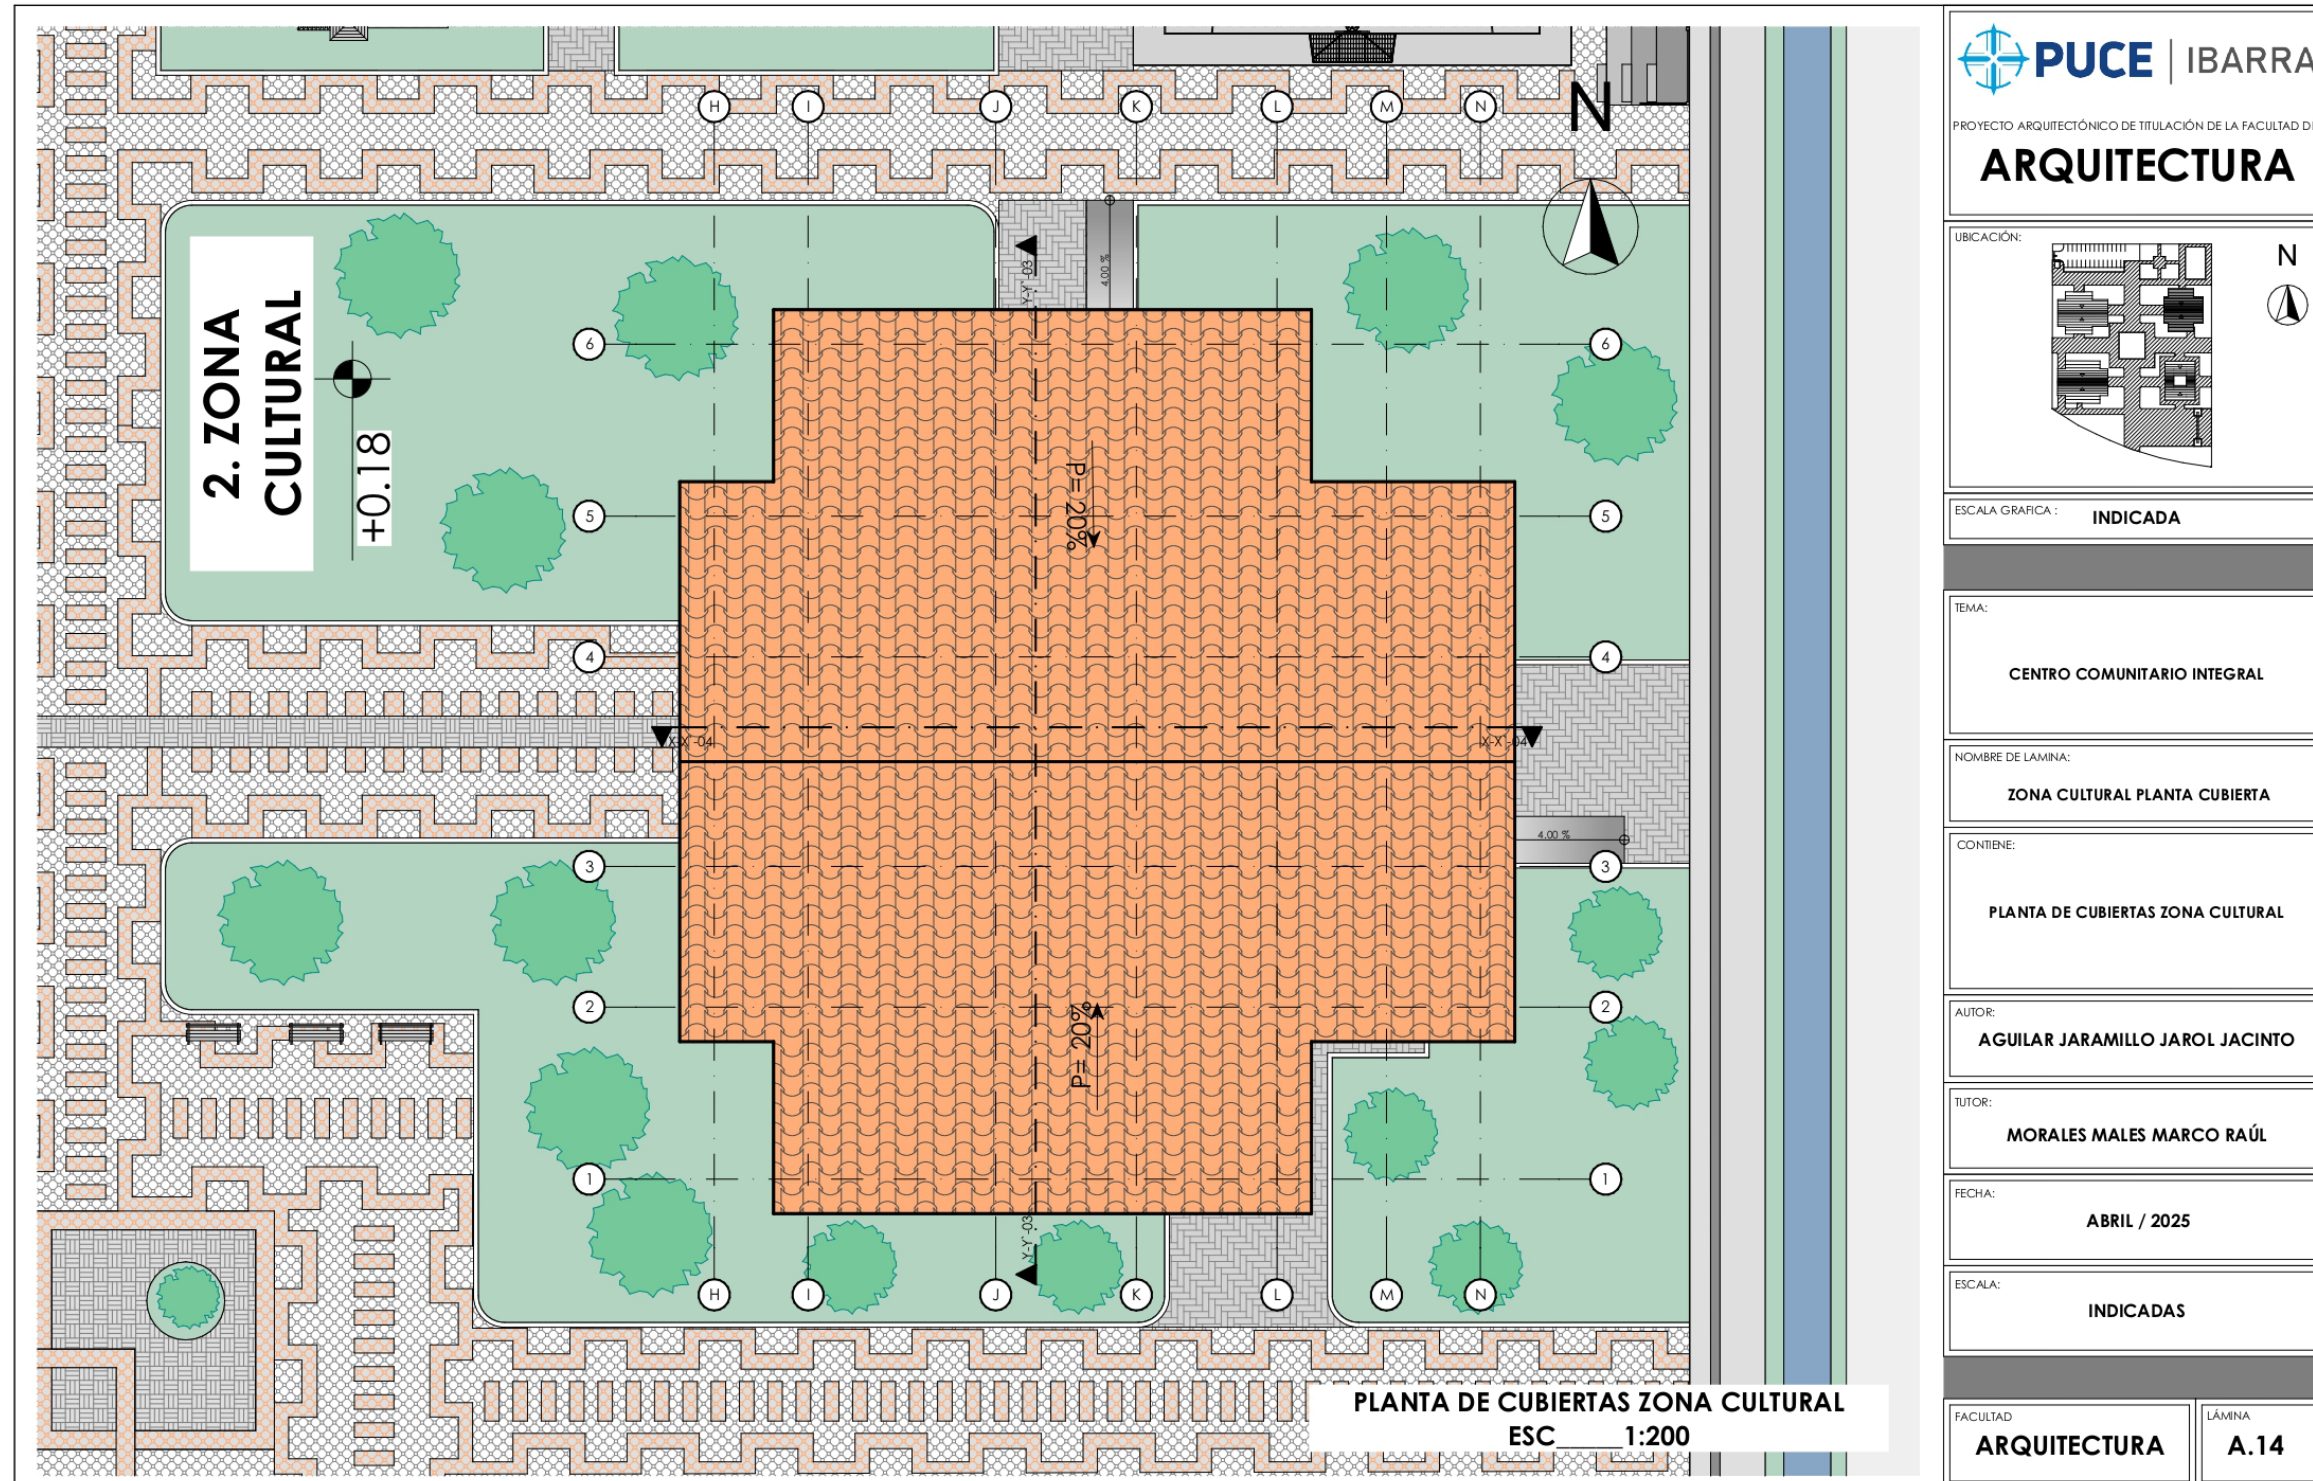 H I J K L M N
N
2. ZONA
CULTURAL
+0.18
Y-Y`-03
4.00 %
6 6
P= 20%
5 5
4 4
X-X`-04 X-X`-04
4.00 %
3 3
2 2
P= 20%
1 1
Y-Y`-03
H I J K L M N
PLANTA DE CUBIERTAS ZONA CULTURAL
ESC_____1:200
PUCE | IBARRA
PROYECTO ARQUITECTÓNICO DE TITULACIÓN DE LA FACULTAD D
ARQUITECTURA
UBICACIÓN:
N
ESCALA GRAFICA : INDICADA
TEMA:
CENTRO COMUNITARIO INTEGRAL
NOMBRE DE LAMINA:
ZONA CULTURAL PLANTA CUBIERTA
CONTIENE:
PLANTA DE CUBIERTAS ZONA CULTURAL
AUTOR:
AGUILAR JARAMILLO JAROL JACINTO
TUTOR:
MORALES MALES MARCO RAÚL
FECHA:
ABRIL / 2025
ESCALA:
INDICADAS
FACULTAD
ARQUITECTURA
LÁMINA
A.14